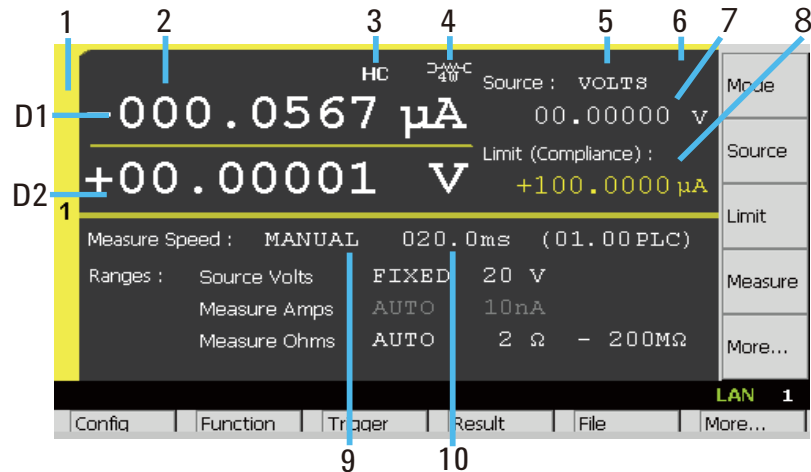 1 2 3 4 5 6 7 8
HC 4W
Source : VOLTS
Mode
D1 -000.0567 µA
00.00000 V
Limit (Compliance) :
Source
D2 +00.00001 V
+100.0000 µA
1
Limit
Measure Speed : MANUAL 020.0ms (01.00PLC)
Ranges : Source Volts FIXED 20 V
Measure
Measure Amps AUTO 10nA
Measure Ohms AUTO 2 Ω - 200MΩ
More...
LAN 1
Config Function Trigger Result File More...
9 10